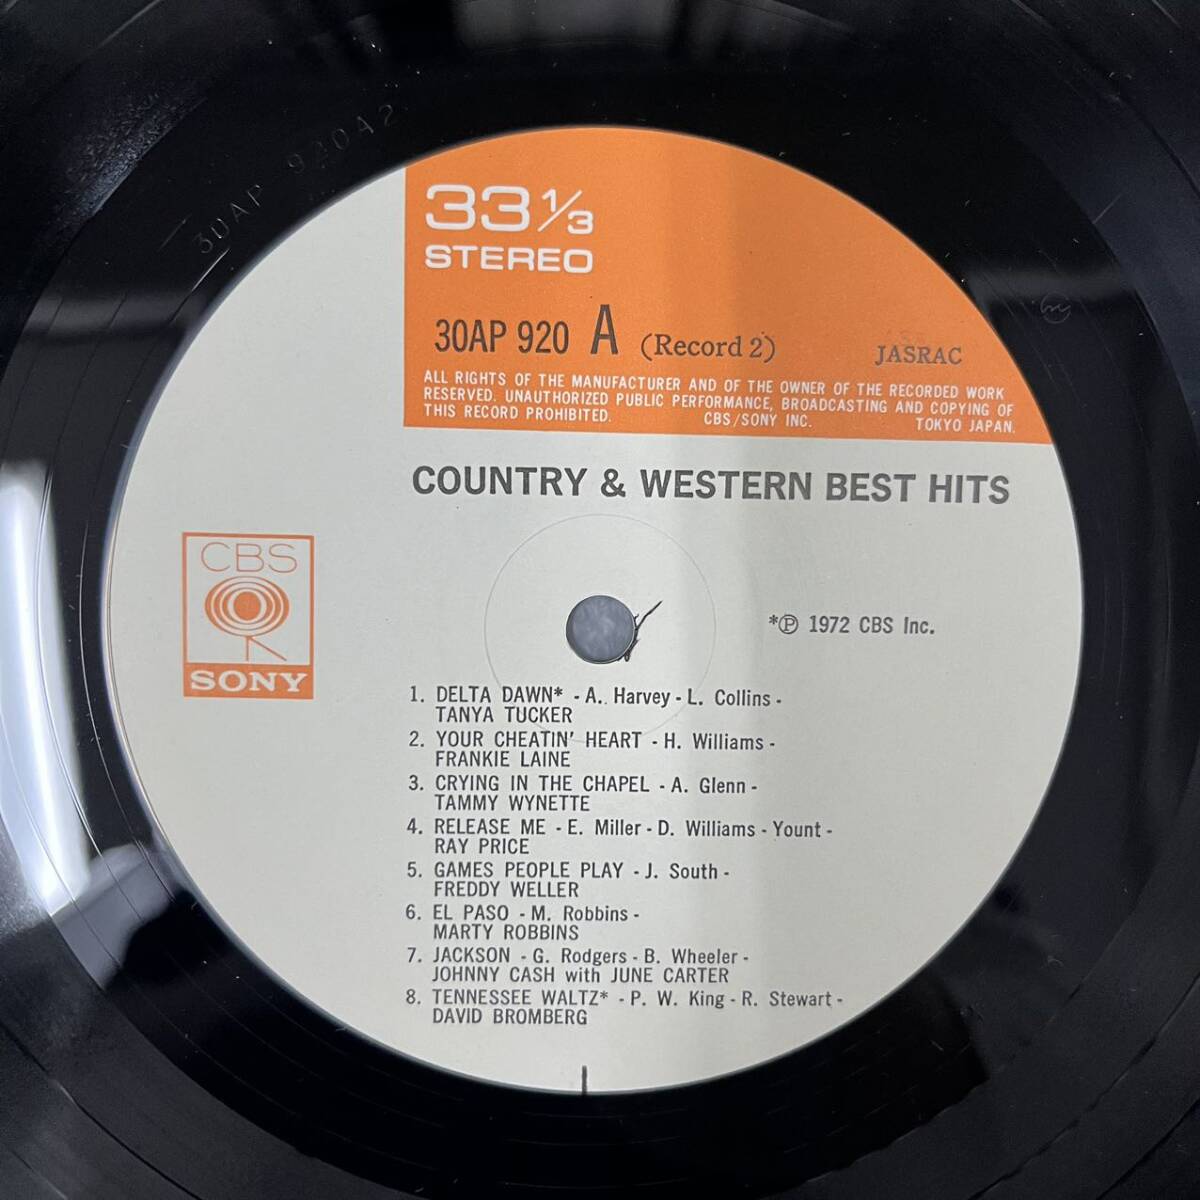 30AP 920A2
33 1/3
STEREO
30AP 920 A (Record 2) JASRAC
ALL RIGHTS OF THE MANUFACTURER AND OF THE OWNER OF THE RECORDED WORK
RESERVED. UNAUTHORIZED PUBLIC PERFORMANCE, BROADCASTING AND COPYING OF
THIS RECORD PROHIBITED. CBS/SONY INC. TOKYO JAPAN.
COUNTRY & WESTERN BEST HITS
CBS
SONY
*Ⓟ 1972 CBS Inc.
1. DELTA DAWN* - A. Harvey - L. Collins -
TANYA TUCKER
2. YOUR CHEATIN' HEART - H. Williams -
FRANKIE LAINE
3. CRYING IN THE CHAPEL - A. Glenn -
TAMMY WYNETTE
4. RELEASE ME - E. Miller - D. Williams - Yount -
RAY PRICE
5. GAMES PEOPLE PLAY - J. South -
FREDDY WELLER
6. EL PASO - M. Robbins -
MARTY ROBBINS
7. JACKSON - G. Rodgers - B. Wheeler -
JOHNNY CASH with JUNE CARTER
8. TENNESSEE WALTZ* - P. W. King - R. Stewart -
DAVID BROMBERG